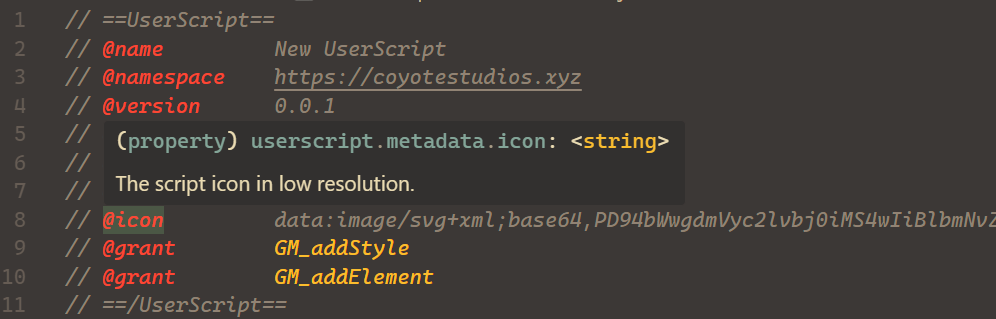 1 // ==UserScript==
2 // @name New UserScript
3 // @namespace https://coyotestudios.xyz
4 // @version 0.0.1
5 //
(property) userscript.metadata.icon: <string>
6 //
The script icon in low resolution.
7 //
8 // @icon data:image/svg+xml;base64,PD94bWwgdmVyc2lvbj0iMS4wIiBlbmNvZ
9 // @grant GM_addStyle
10 // @grant GM_addElement
11 // ==/UserScript==